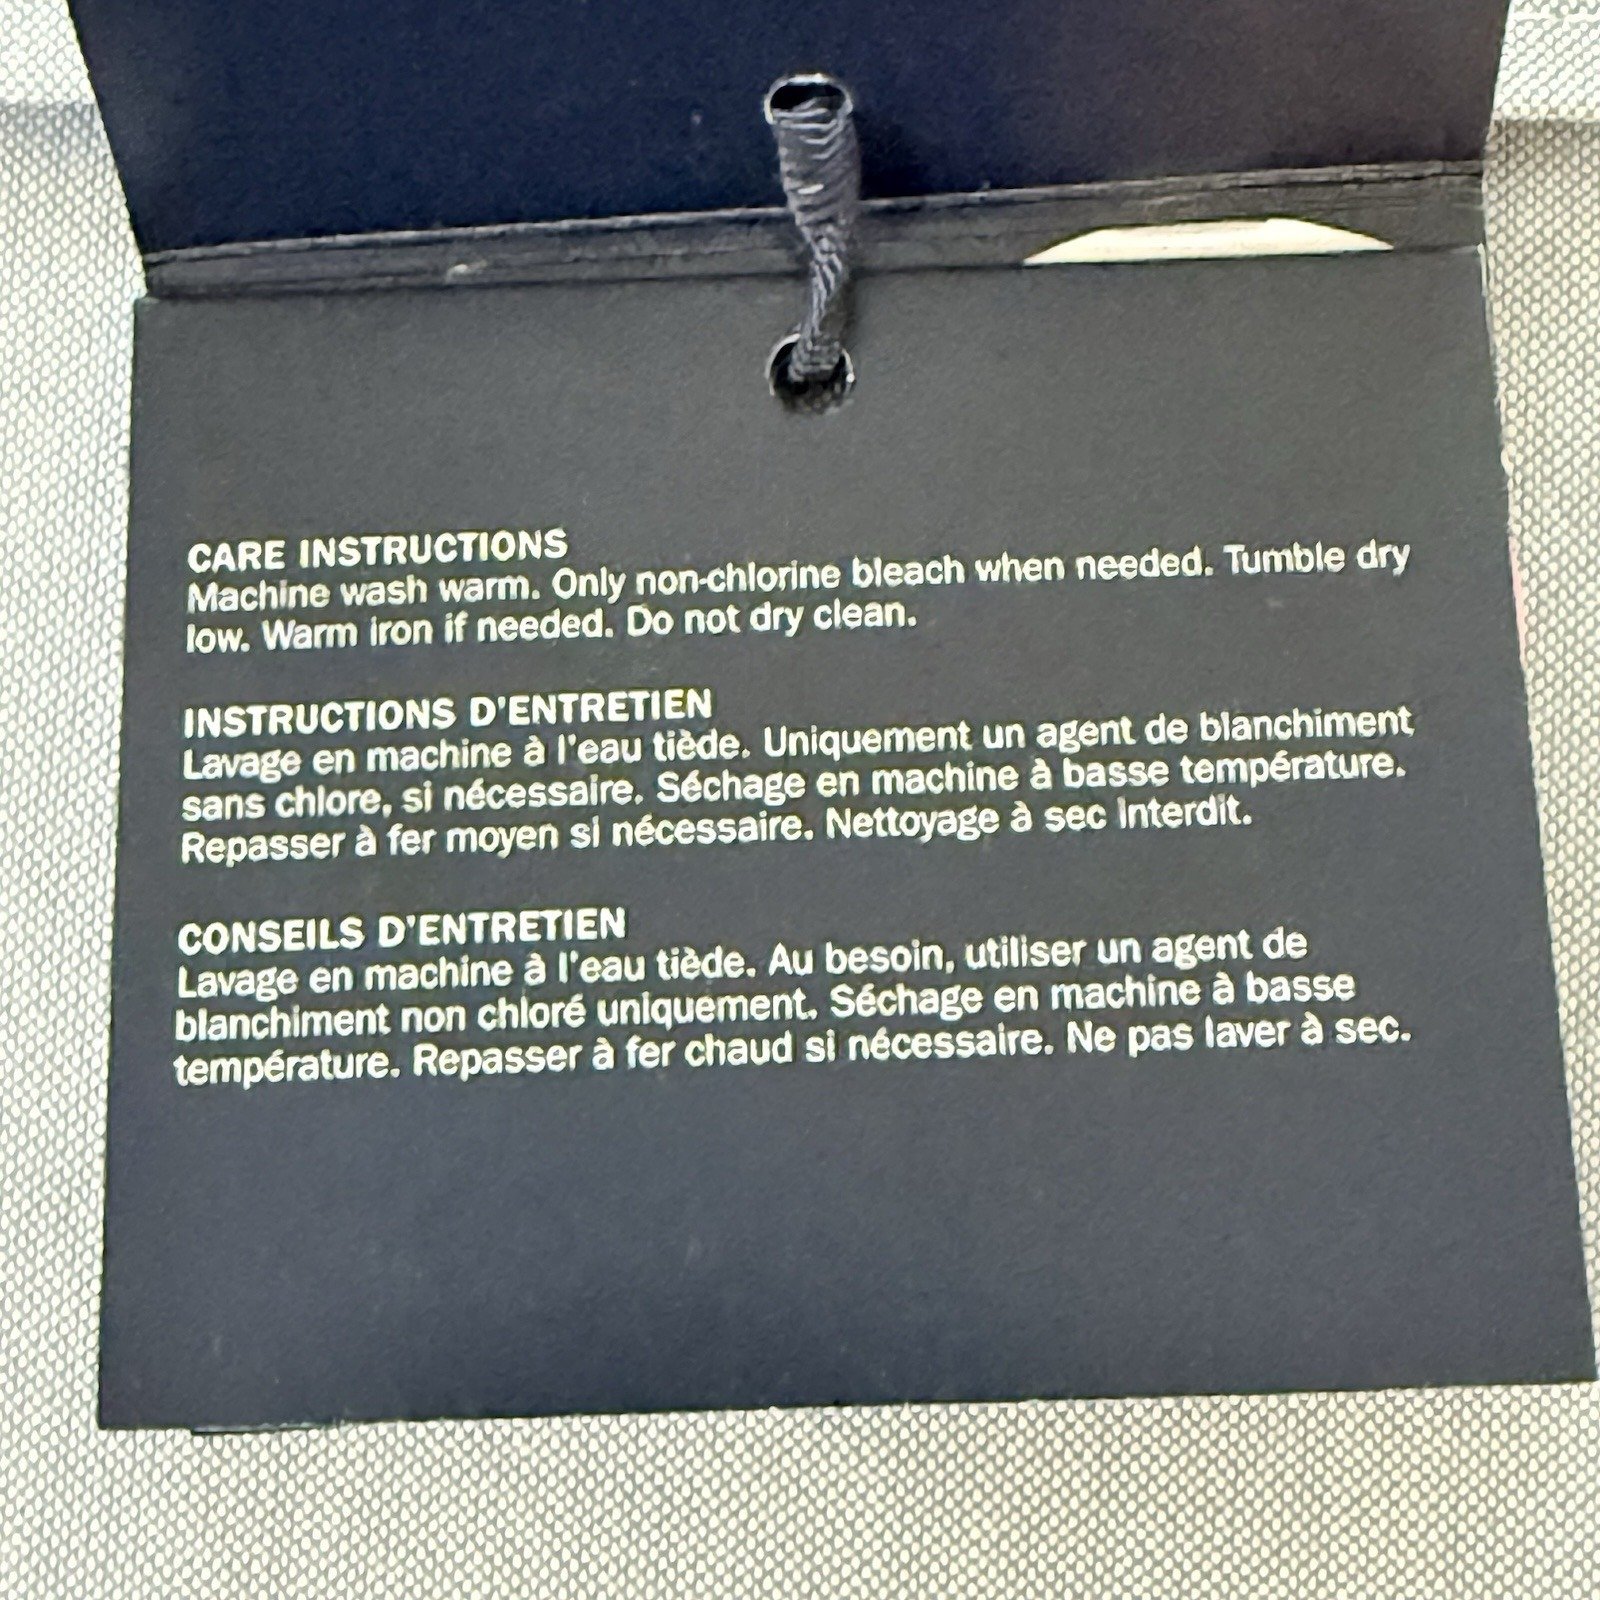 CARE INSTRUCTIONS
Machine wash warm. Only non-chlorine bleach when needed. Tumble dry
low. Warm iron if needed. Do not dry clean.
INSTRUCTIONS D'ENTRETIEN
Lavage en machine à l'eau tiède. Uniquement un agent de blanchiment
sans chlore, si nécessaire. Séchage en machine à basse température.
Repasser à fer moyen si nécessaire. Nettoyage à sec interdit.
CONSEILS D'ENTRETIEN
Lavage en machine à l'eau tiède. Au besoin, utiliser un agent de
blanchiment non chloré uniquement. Séchage en machine à basse
température. Repasser à fer chaud si nécessaire. Ne pas laver à sec.